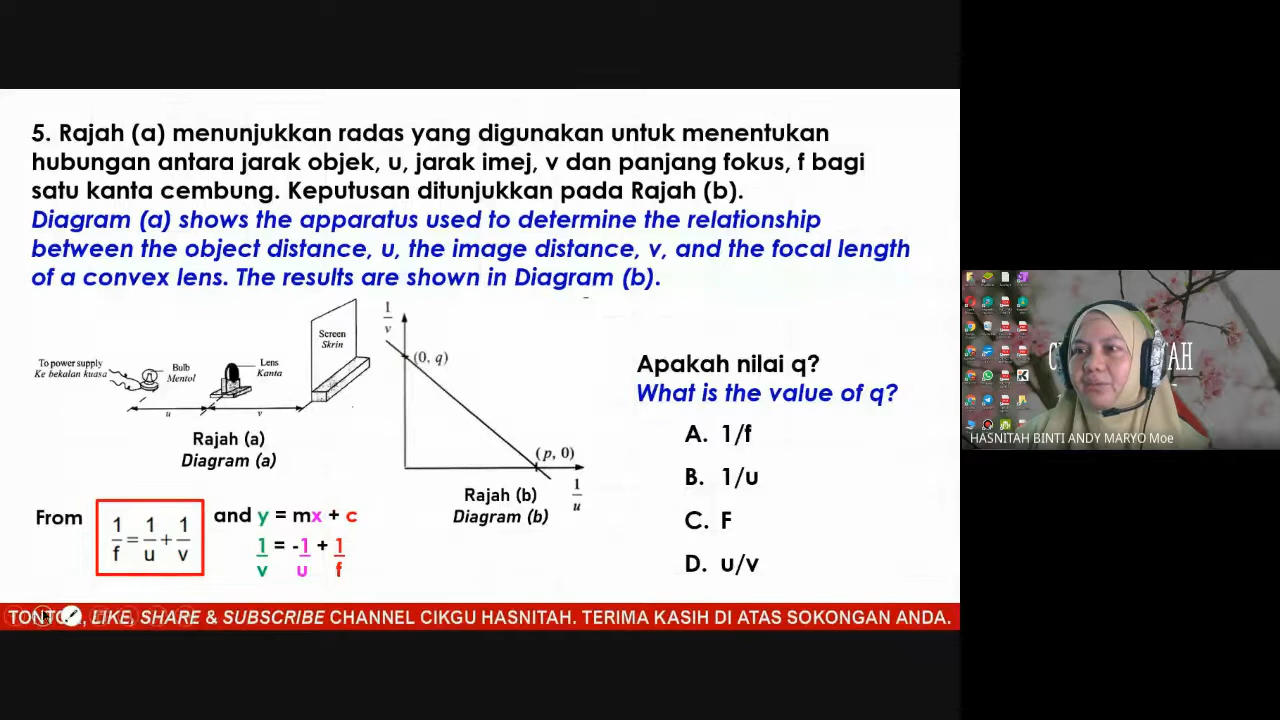 5. Rajah (a) menunjukkan radas yang digunakan untuk menentukan
hubungan antara jarak objek, u, jarak imej, v dan panjang fokus, f bagi
satu kanta cembung. Keputusan ditunjukkan pada Rajah (b).
Diagram (a) shows the apparatus used to determine the relationship
between the object distance, u, the image distance, v, and the focal length
of a convex lens. The results are shown in Diagram (b).
To power supply
Ke bekalan kuasa
Bulb
Mentol
Lens
Kanta
Screen
Skrin
u
v
Rajah (a)
Diagram (a)
1
v
(0, q)
(p, 0)
1
u
Rajah (b)
Diagram (b)
From
1 = 1 + 1
f u v
and y = mx + c
1 = -1 + 1
v u f
Apakah nilai q?
What is the value of q?
A. 1/f
B. 1/u
C. F
D. u/v
HASNITAH BINTI ANDY MARYO Moe
LIKE, SHARE & SUBSCRIBE CHANNEL CIKGU HASNITAH. TERIMA KASIH DI ATAS SOKONGAN ANDA.